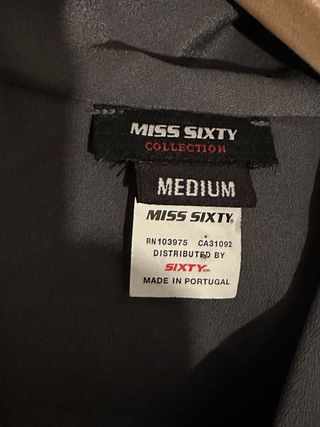 MISS SIXTY
COLLECTION
MEDIUM
MISS SIXTY
RN103975 CA31092
DISTRIBUTED BY
SIXTY
MADE IN PORTUGAL